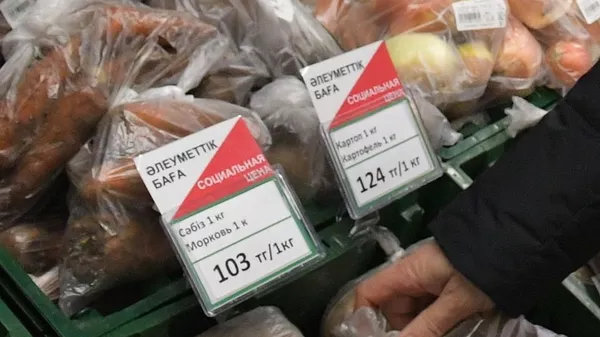 ӘЛЕУМЕТТІК
БАҒА
СОЦИАЛЬНАЯ
ЦЕНА
Сәбіз 1 кг
Морковь 1 к
103 тг/1кг
ӘЛЕУМЕТТІК
БАҒА
СОЦИАЛЬНАЯ
ЦЕНА
Картоп 1 кг
Картофель 1 кг
124 тг/1 кг